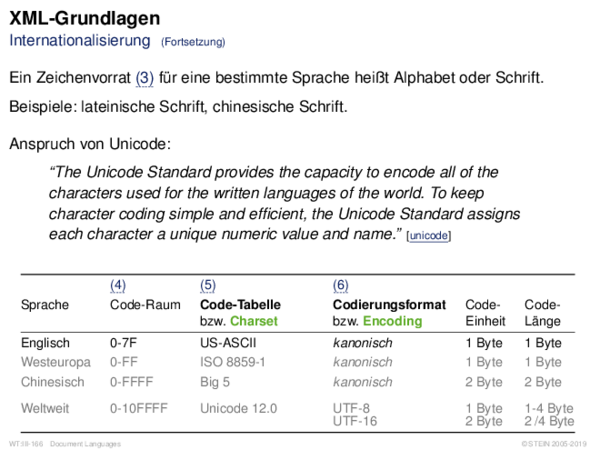 XML-Grundlagen
Internationalisierung (Fortsetzung)
Ein Zeichenvorrat (3) für eine bestimmte Sprache heißt Alphabet oder Schrift.
Beispiele: lateinische Schrift, chinesische Schrift.
Anspruch von Unicode:
“The Unicode Standard provides the capacity to encode all of the
characters used for the written languages of the world. To keep
character coding simple and efficient, the Unicode Standard assigns
each character a unique numeric value and name.” [unicode]
(4) (5) (6)
Sprache Code-Raum Code-Tabelle Codierungsformat Code- Code-
bzw. Charset bzw. Encoding Einheit Länge
Englisch 0-7F US-ASCII kanonisch 1 Byte 1 Byte
Westeuropa 0-FF ISO 8859-1 kanonisch 1 Byte 1 Byte
Chinesisch 0-FFFF Big 5 kanonisch 2 Byte 2 Byte
Weltweit 0-10FFFF Unicode 12.0 UTF-8 1 Byte 1-4 Byte
UTF-16 2 Byte 2/4 Byte
WT:II-166 Document Languages ©STEIN 2005-2019